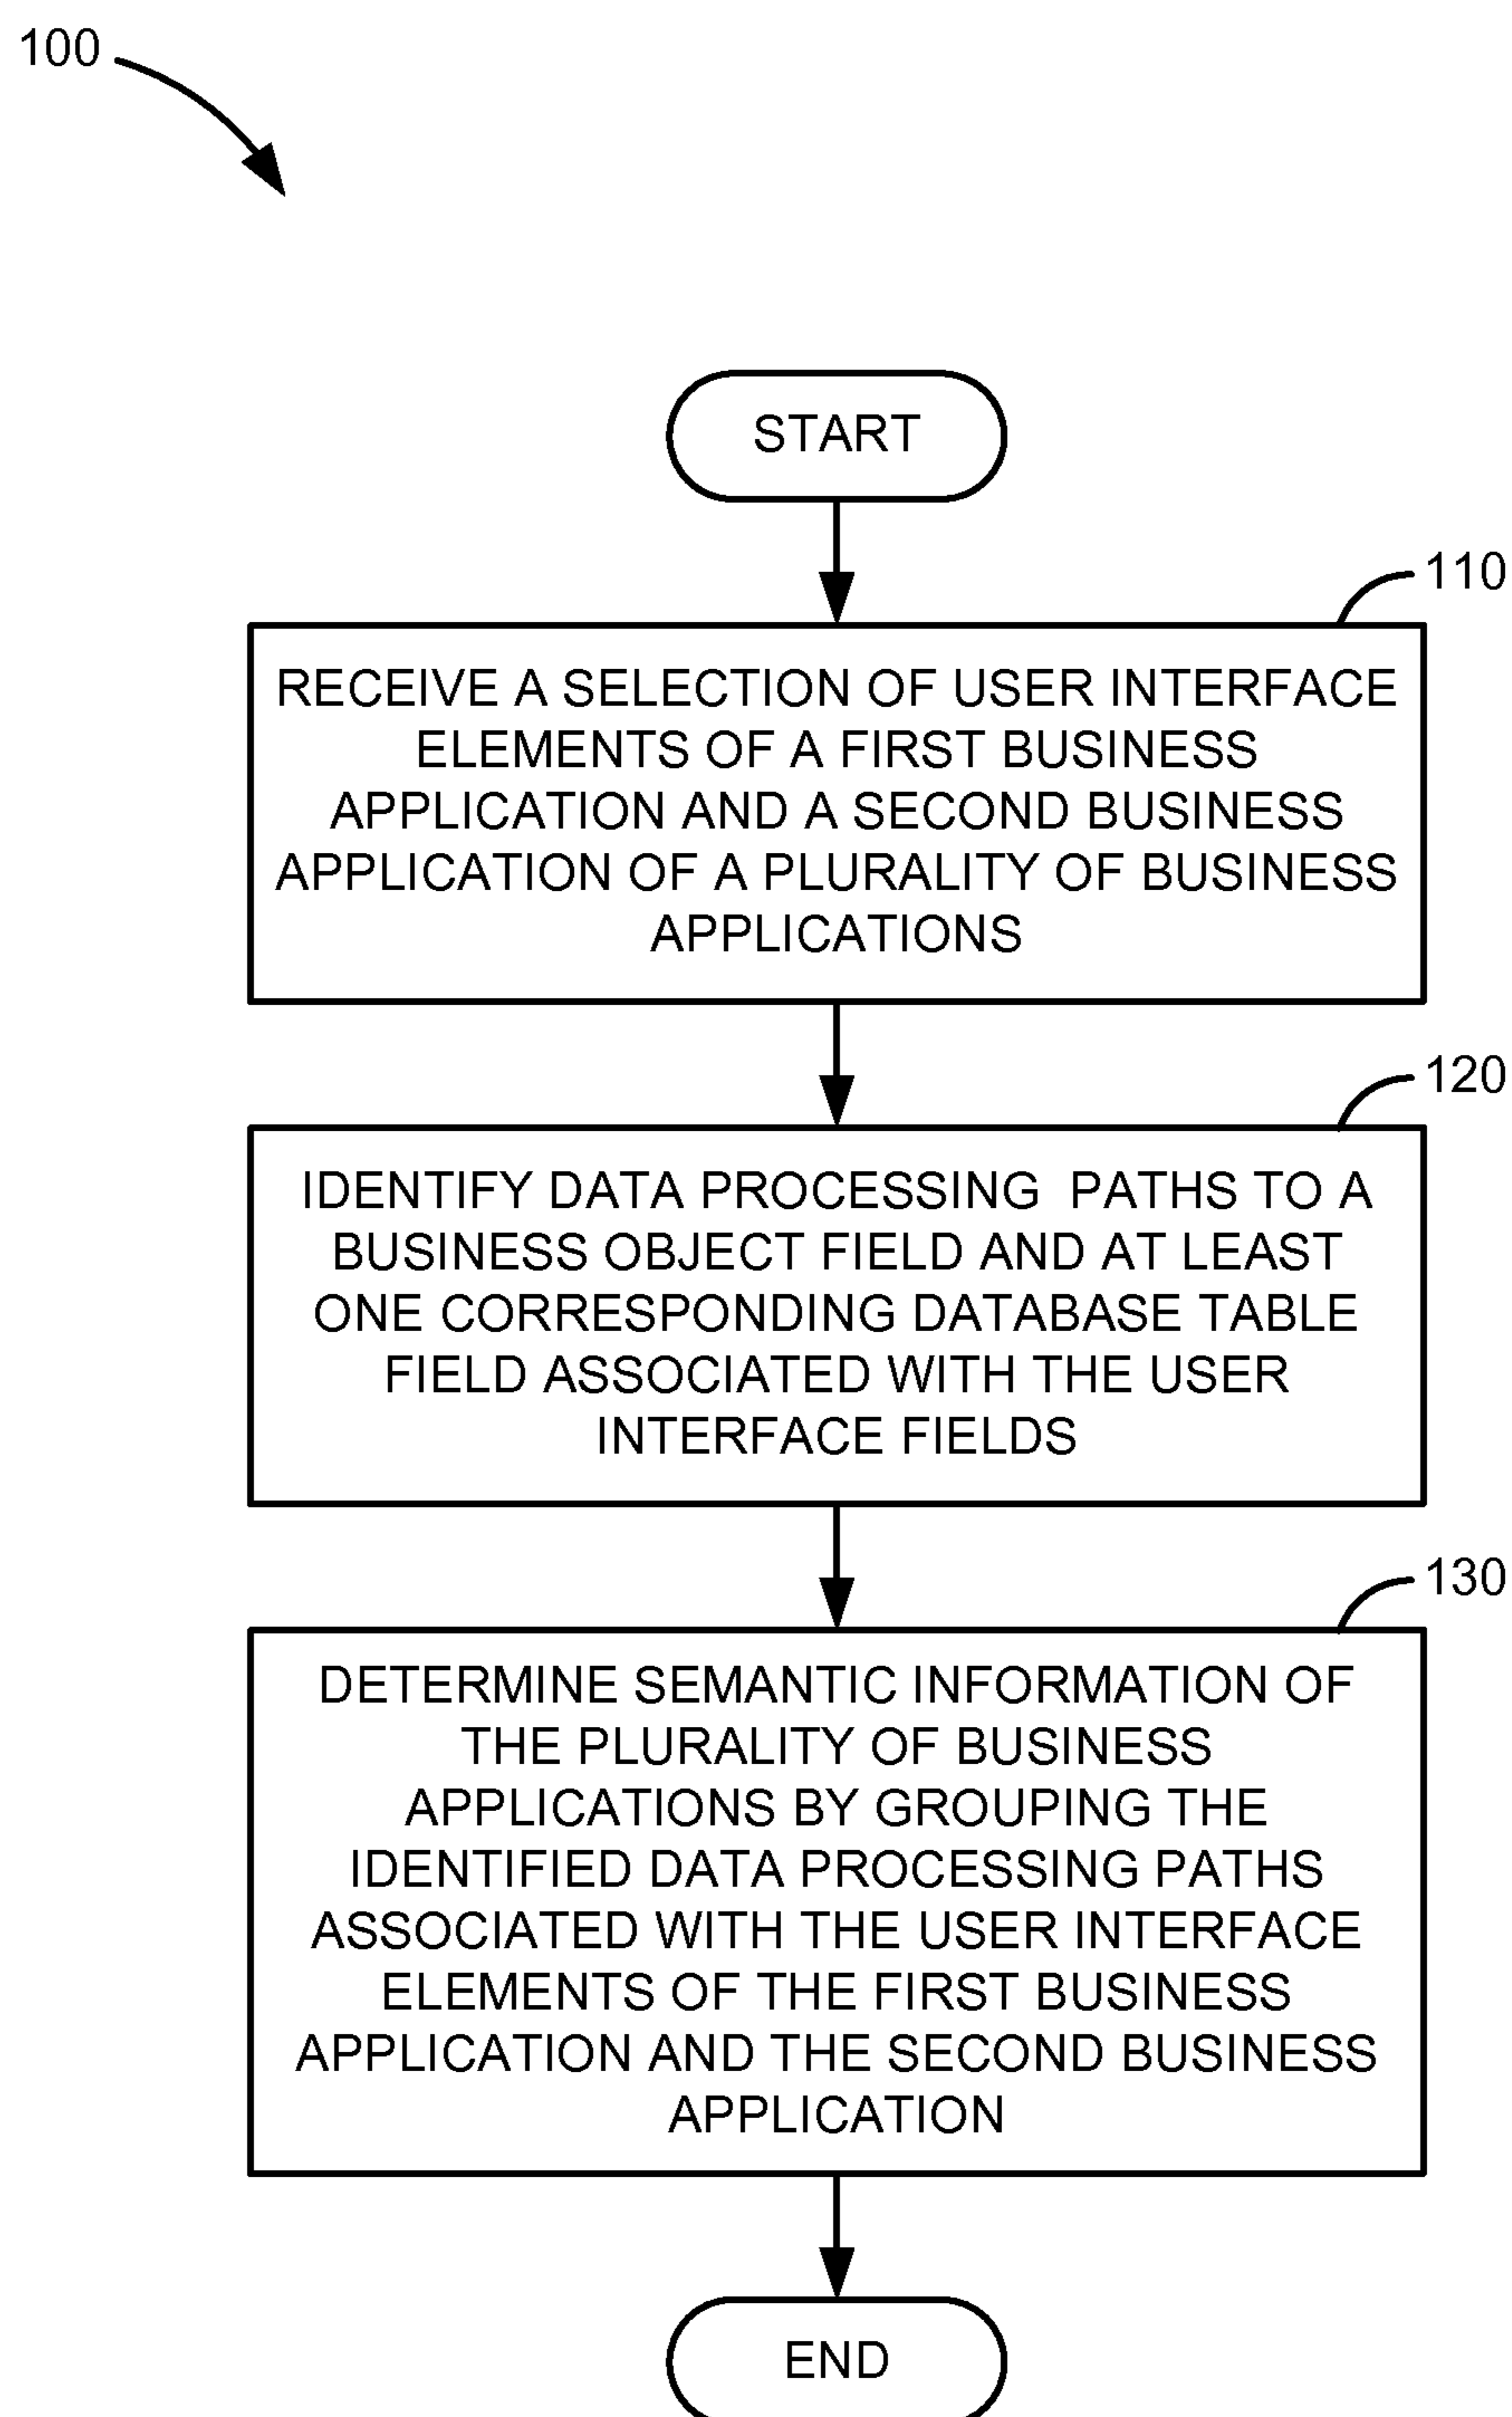 100
START
110
RECEIVE A SELECTION OF USER INTERFACE
ELEMENTS OF A FIRST BUSINESS
APPLICATION AND A SECOND BUSINESS
APPLICATION OF A PLURALITY OF BUSINESS
APPLICATIONS
120
IDENTIFY DATA PROCESSING PATHS TO A
BUSINESS OBJECT FIELD AND AT LEAST
ONE CORRESPONDING DATABASE TABLE
FIELD ASSOCIATED WITH THE USER
INTERFACE FIELDS
130
DETERMINE SEMANTIC INFORMATION OF
THE PLURALITY OF BUSINESS
APPLICATIONS BY GROUPING THE
IDENTIFIED DATA PROCESSING PATHS
ASSOCIATED WITH THE USER INTERFACE
ELEMENTS OF THE FIRST BUSINESS
APPLICATION AND THE SECOND BUSINESS
APPLICATION
END